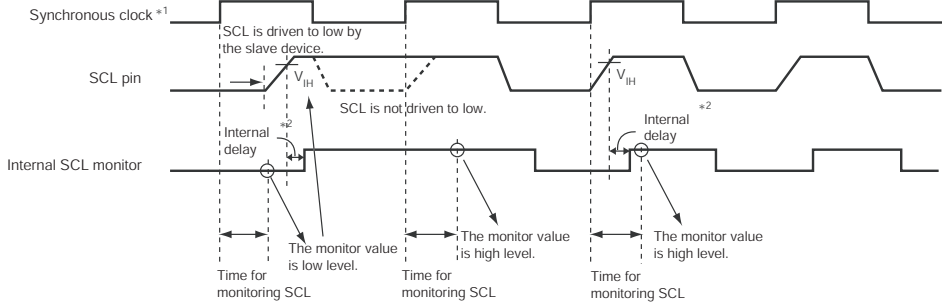 Synchronous clock *1
SCL is driven to low by
the slave device.
SCL pin
VIH
VIH
SCL is not driven to low.
*2
Internal
delay
*2
Internal
delay
Internal SCL monitor
The monitor value
is low level.
The monitor value
is high level.
The monitor value
is high level.
Time for
monitoring SCL
Time for
monitoring SCL
Time for
monitoring SCL